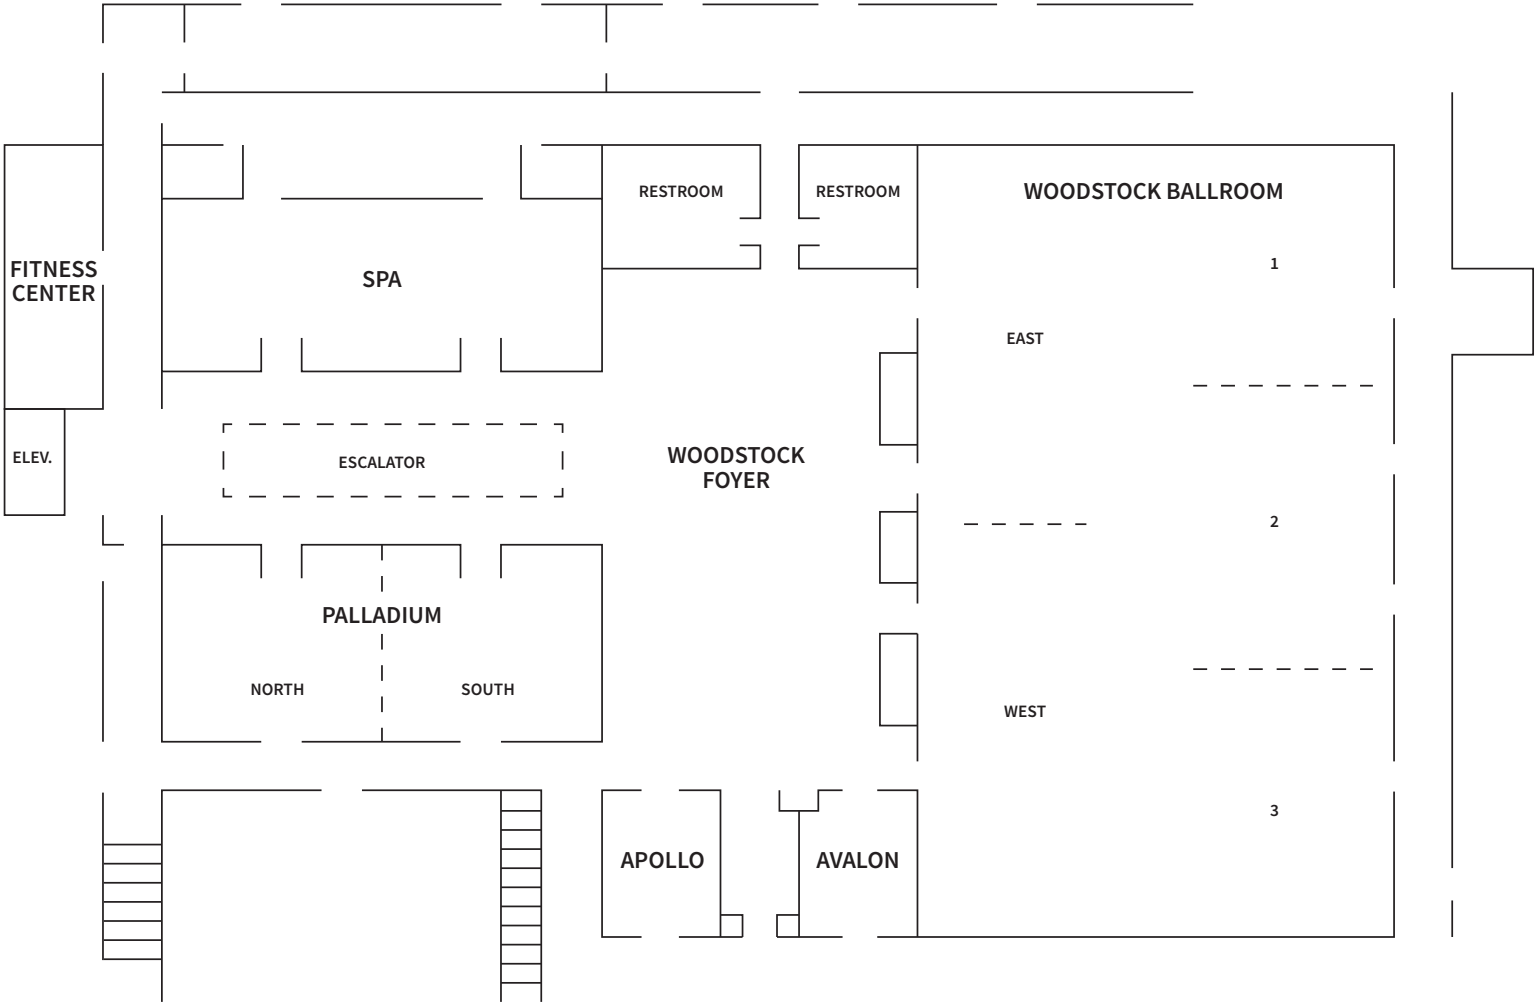 RESTROOM
RESTROOM
WOODSTOCK BALLROOM
FITNESS
CENTER
SPA
1
EAST
ELEV.
ESCALATOR
WOODSTOCK
FOYER
2
PALLADIUM
NORTH
SOUTH
WEST
3
APOLLO
AVALON